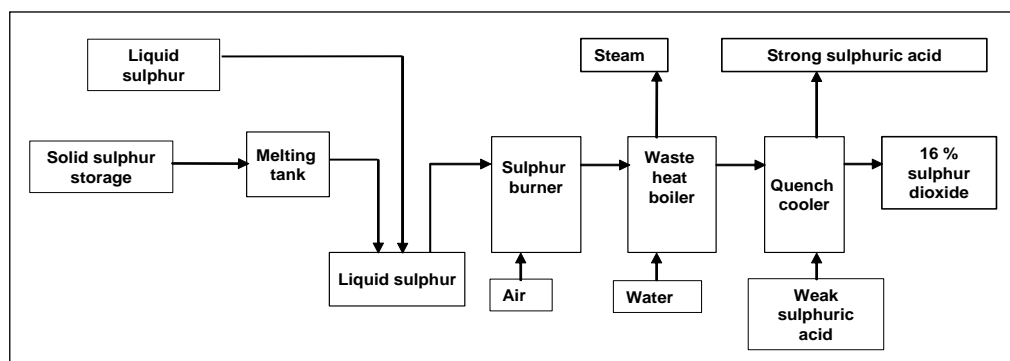 Liquid
sulphur
Steam
Strong sulphuric acid
Solid sulphur
storage
Melting
tank
Sulphur
burner
Waste
heat
boiler
Quench
cooler
16 %
sulphur
dioxide
Liquid sulphur
Air
Water
Weak
sulphuric
acid